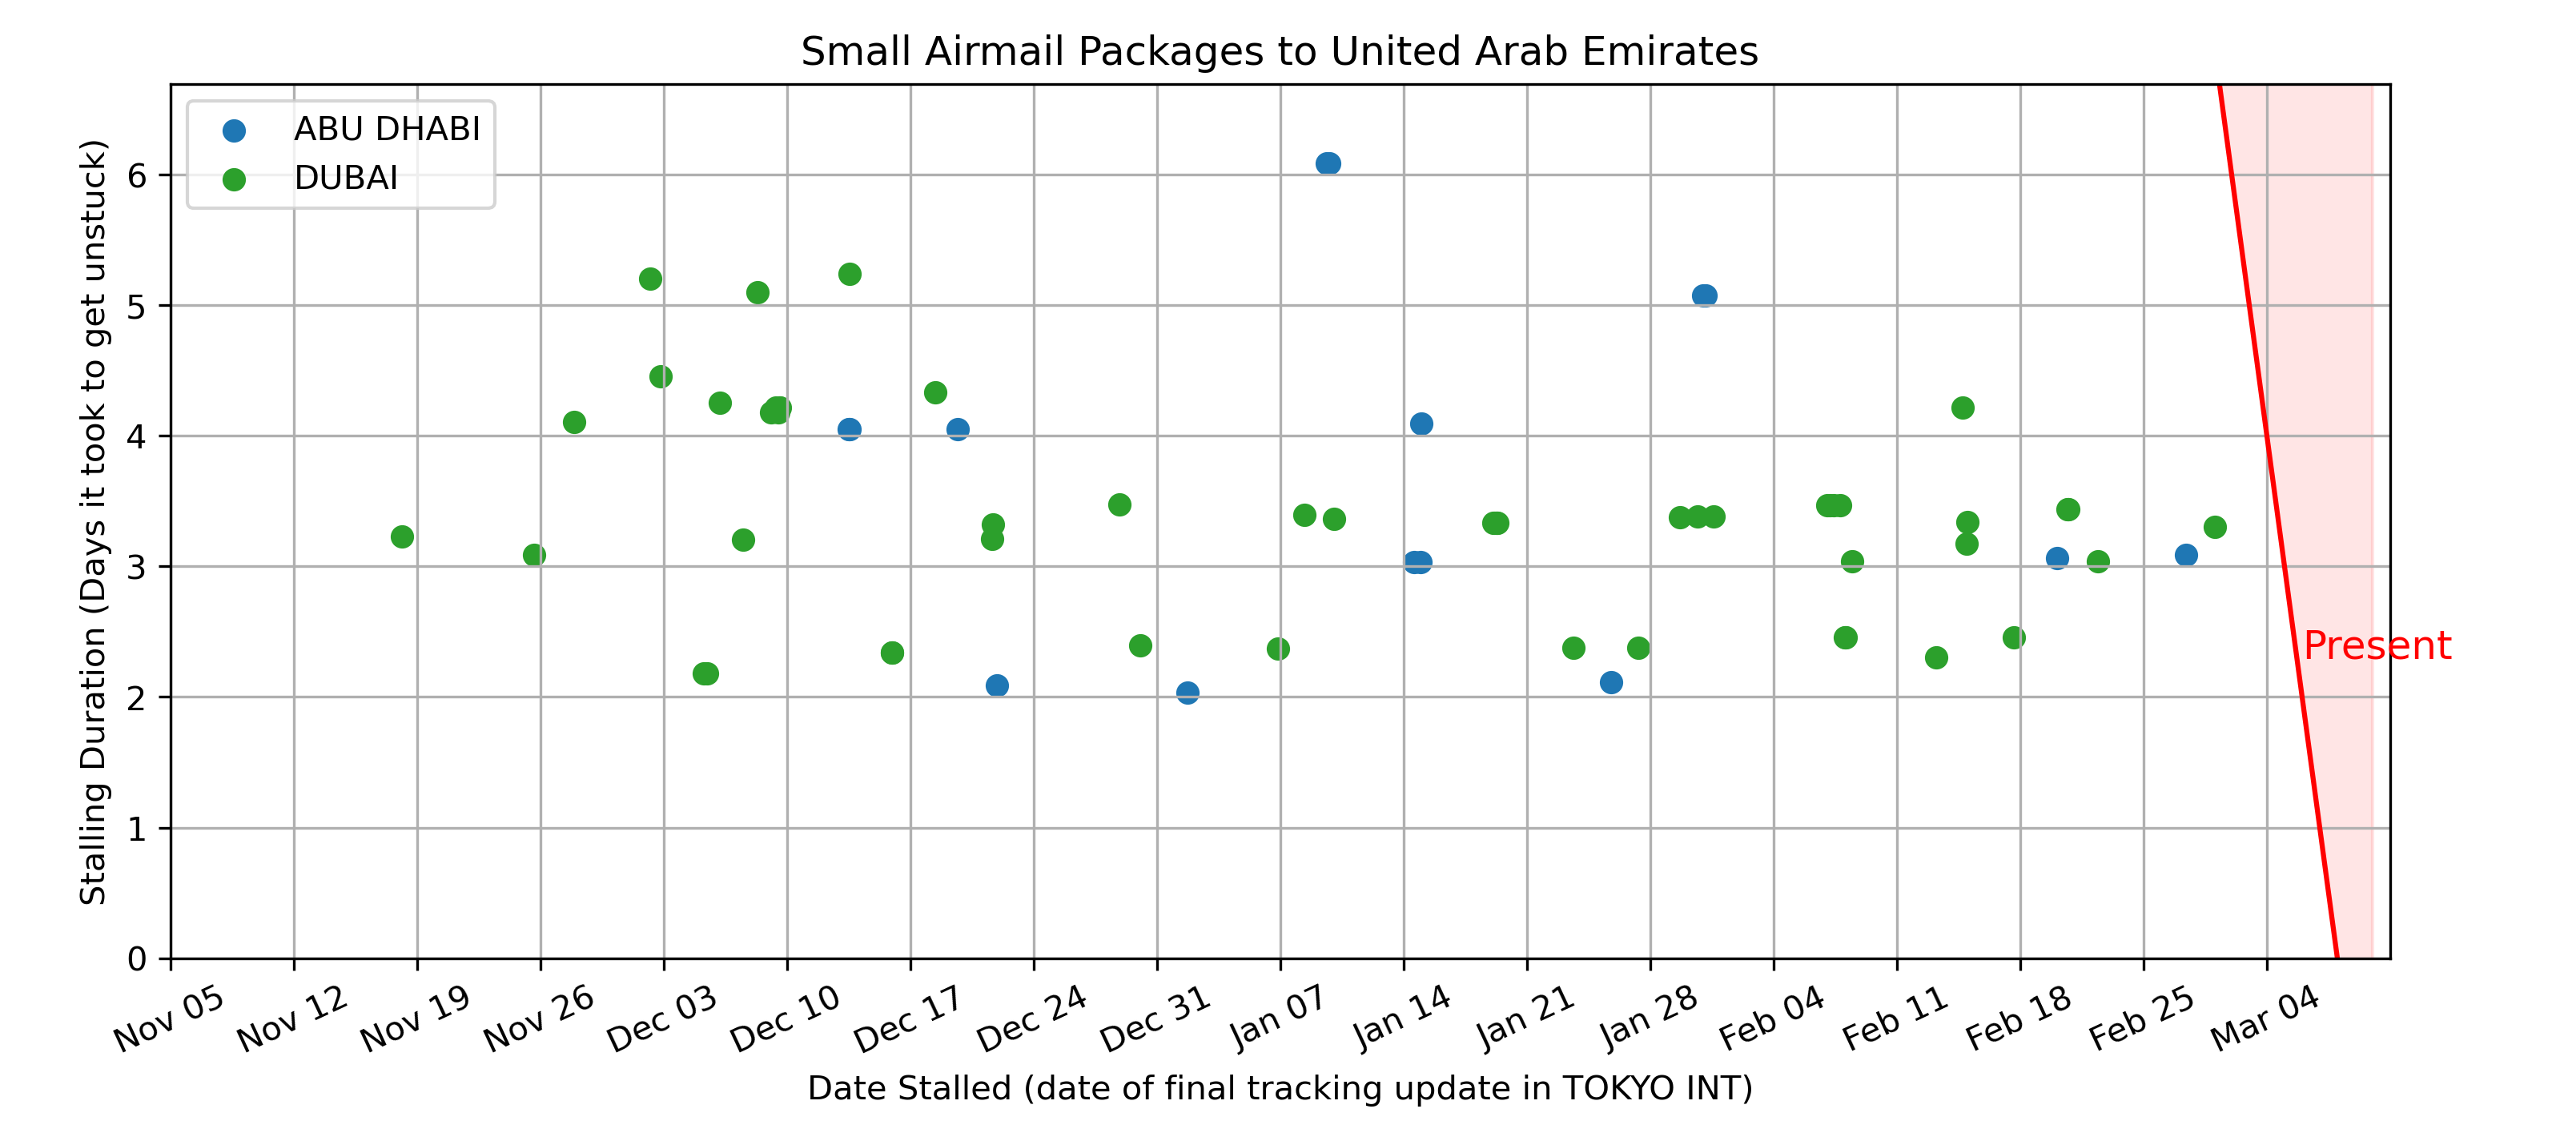 Small Airmail Packages to United Arab Emirates
ABU DHABI
DUBAI
Stalling Duration (Days it took to get unstuck)
6
5
4
3
2
1
0
Present
Nov 05 Nov 12 Nov 19 Nov 26 Dec 03 Dec 10 Dec 17 Dec 24 Dec 31 Jan 07 Jan 14 Jan 21 Jan 28 Feb 04 Feb 11 Feb 18 Feb 25 Mar 04
Date Stalled (date of final tracking update in TOKYO INT)